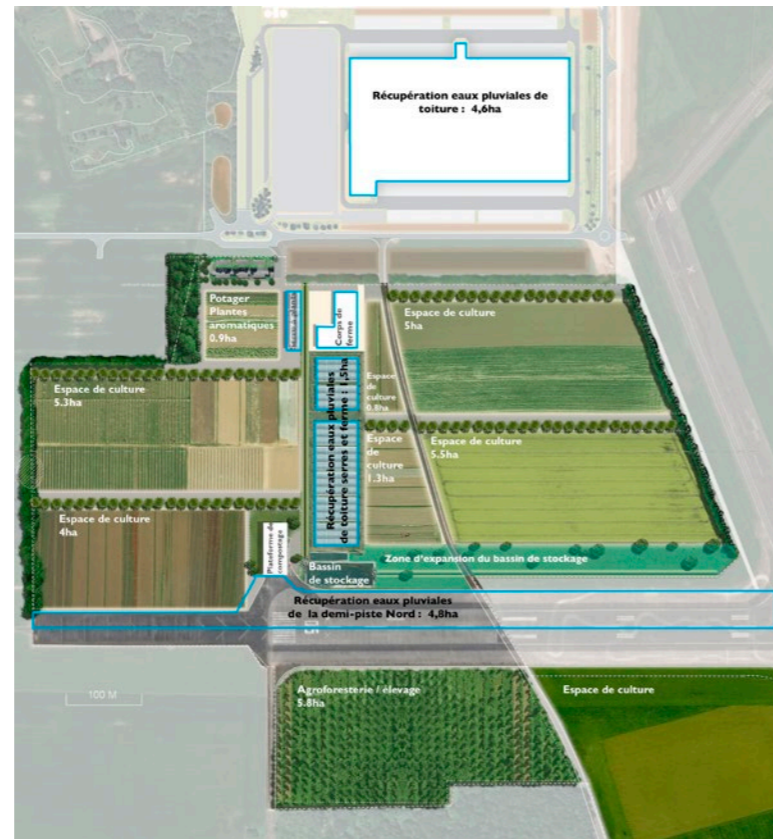 Récupération eaux pluviales de
toiture : 4,6ha
Potager
Plantes
aromatiques
0.9ha
Corps de
ferme
Espace de culture
5ha
Espace de culture
5.3ha
Récupération eaux pluviales
de toiture serres et ferme : 1,5ha
Espace
de
culture
0.8ha
Espace
de
culture
1.3ha
Espace de culture
5.5ha
Espace de culture
4ha
Plateforme de
compostage
Bassin
de stockage
Zone d'expansion du bassin de stockage
Récupération eaux pluviales
de la demi-piste Nord : 4,8ha
100 M
Agroforesterie / élevage
5.8ha
Espace de culture